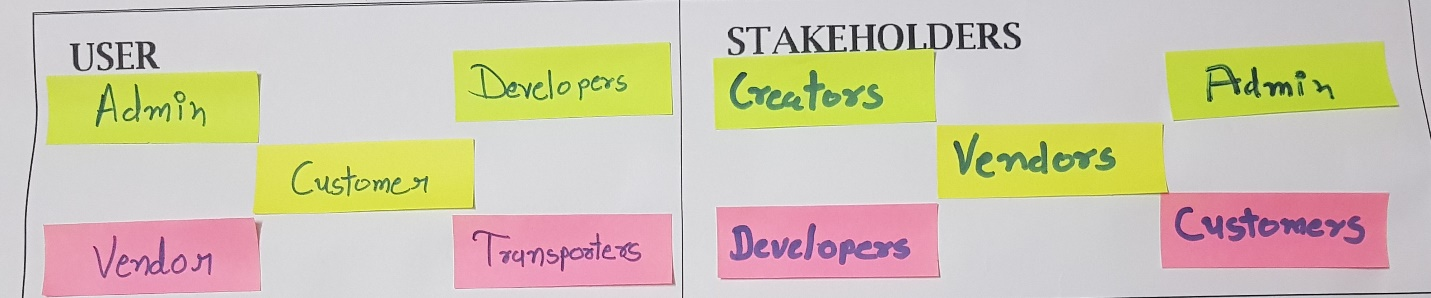 USER
Admin
Developers
Customer
Vendor
Transporters
STAKEHOLDERS
Creators
Admin
Vendors
Developers
Customers